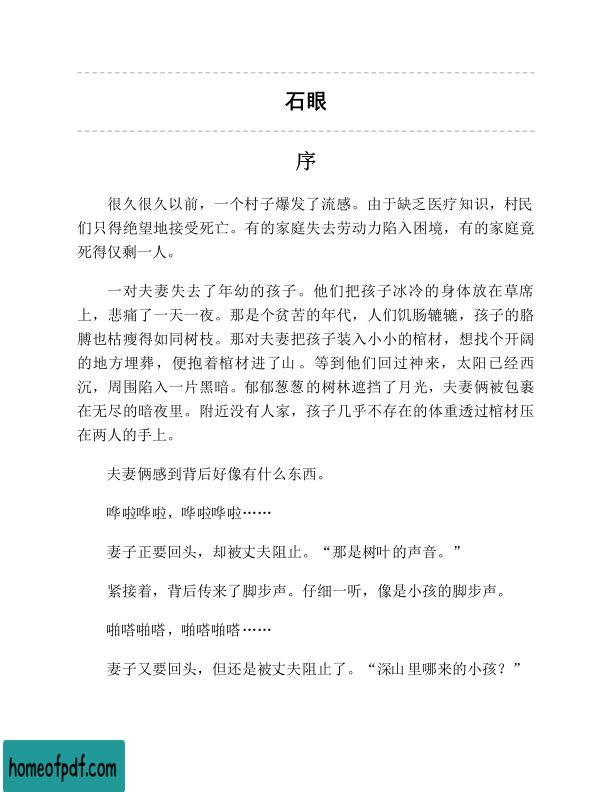 石眼
序
很久很久以前，一个村子爆发了流感。由于缺乏医疗知识，村民
们只得绝望地接受死亡。有的家庭失去劳动力陷入困境，有的家庭竟
死得仅剩一人。
一对夫妻失去了年幼的孩子。他们把孩子冰冷的身体放在草席
上，悲痛了一天一夜。那是个贫苦的年代，人们饥肠辘辘，孩子的胳
膊也枯瘦得如同树枝。那对夫妻把孩子装入小小的棺材，想找个开阔
的地方埋葬，便抱着棺材进了山。等到他们回过神来，太阳已经西
沉，周围陷入一片黑暗。郁郁葱葱的树林遮挡了月光，夫妻俩被包裹
在无尽的暗夜里。附近没有人家，孩子几乎不存在的体重透过棺材压
在两人的手上。
夫妻俩感到背后好像有什么东西。
哗啦哗啦，哗啦哗啦……
妻子正要回头，却被丈夫阻止。“那是树叶的声音。”
紧接着，背后传来了脚步声。仔细一听，像是小孩的脚步声。
啪嗒啪嗒，啪嗒啪嗒……
妻子又要回头，但还是被丈夫阻止了。“深山里哪来的小孩？”
homeofpdf.com